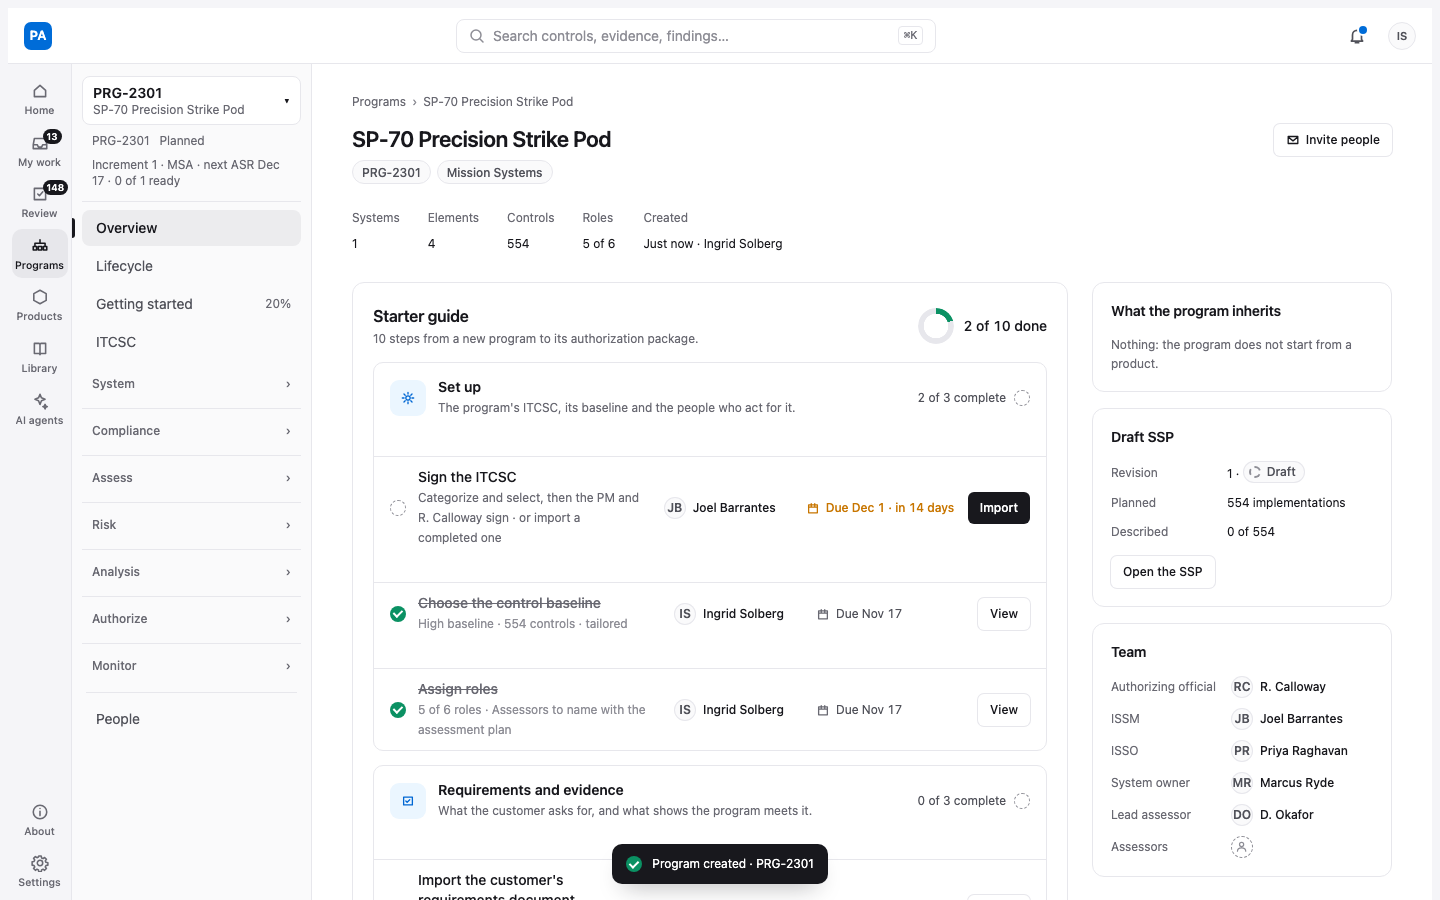 PA
Search controls, evidence, findings...
⌘K
IS
Home
13
My work
148
Review
Programs
Products
Library
AI agents
About
Settings
PRG-2301
SP-70 Precision Strike Pod
PRG-2301 Planned
Increment 1 · MSA · next ASR Dec
17 · 0 of 1 ready
Overview
Lifecycle
Getting started 20%
ITCSC
System
Compliance
Assess
Risk
Analysis
Authorize
Monitor
People
Programs › SP-70 Precision Strike Pod
SP-70 Precision Strike Pod
Invite people
PRG-2301 Mission Systems
Systems Elements Controls Roles Created
1 4 554 5 of 6 Just now · Ingrid Solberg
Starter guide
10 steps from a new program to its authorization package.
2 of 10 done
Set up
The program's ITCSC, its baseline and the people who act for it.
2 of 3 complete
Sign the ITCSC
Categorize and select, then the PM and
R. Calloway sign · or import a
completed one
JB Joel Barrantes
Due Dec 1 · in 14 days
Import
Choose the control baseline
High baseline · 554 controls · tailored
IS Ingrid Solberg
Due Nov 17
View
Assign roles
5 of 6 roles · Assessors to name with the
assessment plan
IS Ingrid Solberg
Due Nov 17
View
Requirements and evidence
What the customer asks for, and what shows the program meets it.
0 of 3 complete
Import the customer's
requirements document
Program created · PRG-2301
What the program inherits
Nothing: the program does not start from a
product.
Draft SSP
Revision 1 · Draft
Planned 554 implementations
Described 0 of 554
Open the SSP
Team
Authorizing official RC R. Calloway
ISSM JB Joel Barrantes
ISSO PR Priya Raghavan
System owner MR Marcus Ryde
Lead assessor DO D. Okafor
Assessors